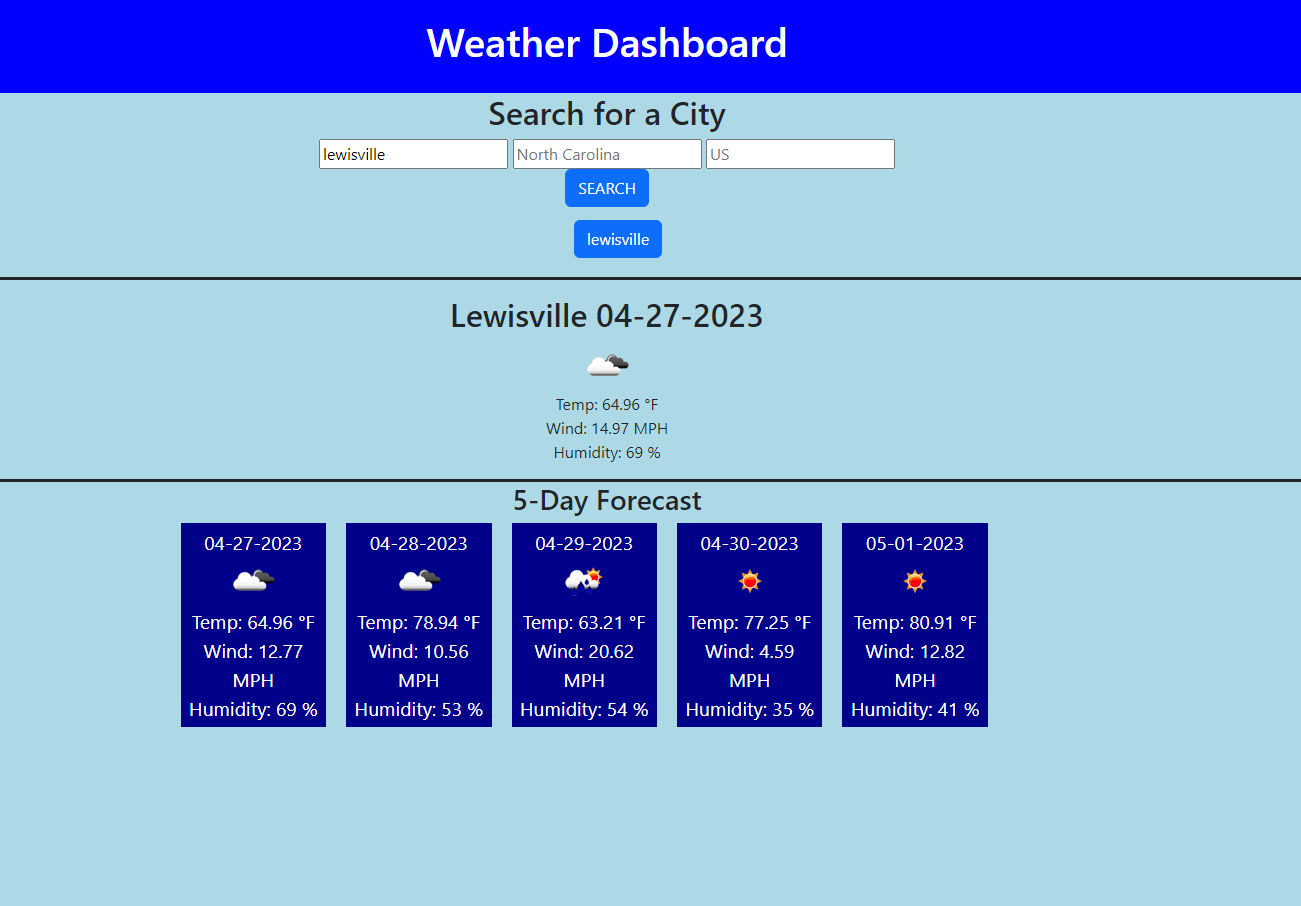 Weather Dashboard
Search for a City
lewisville North Carolina US
SEARCH
lewisville
Lewisville 04-27-2023
Temp: 64.96 °F
Wind: 14.97 MPH
Humidity: 69 %
5-Day Forecast
04-27-2023
Temp: 64.96 °F
Wind: 12.77
MPH
Humidity: 69 %
04-28-2023
Temp: 78.94 °F
Wind: 10.56
MPH
Humidity: 53 %
04-29-2023
Temp: 63.21 °F
Wind: 20.62
MPH
Humidity: 54 %
04-30-2023
Temp: 77.25 °F
Wind: 4.59
MPH
Humidity: 35 %
05-01-2023
Temp: 80.91 °F
Wind: 12.82
MPH
Humidity: 41 %